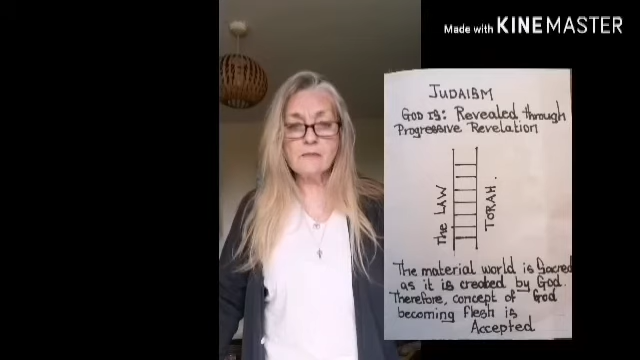 Made with KINEMASTER
JUDAISM
GOD IS: Revealed through
Progressive Revelation
The LAW
TORAH.
The material world is Sacred
as it is created by God.
Therefore, concept of God
becoming flesh is
Accepted